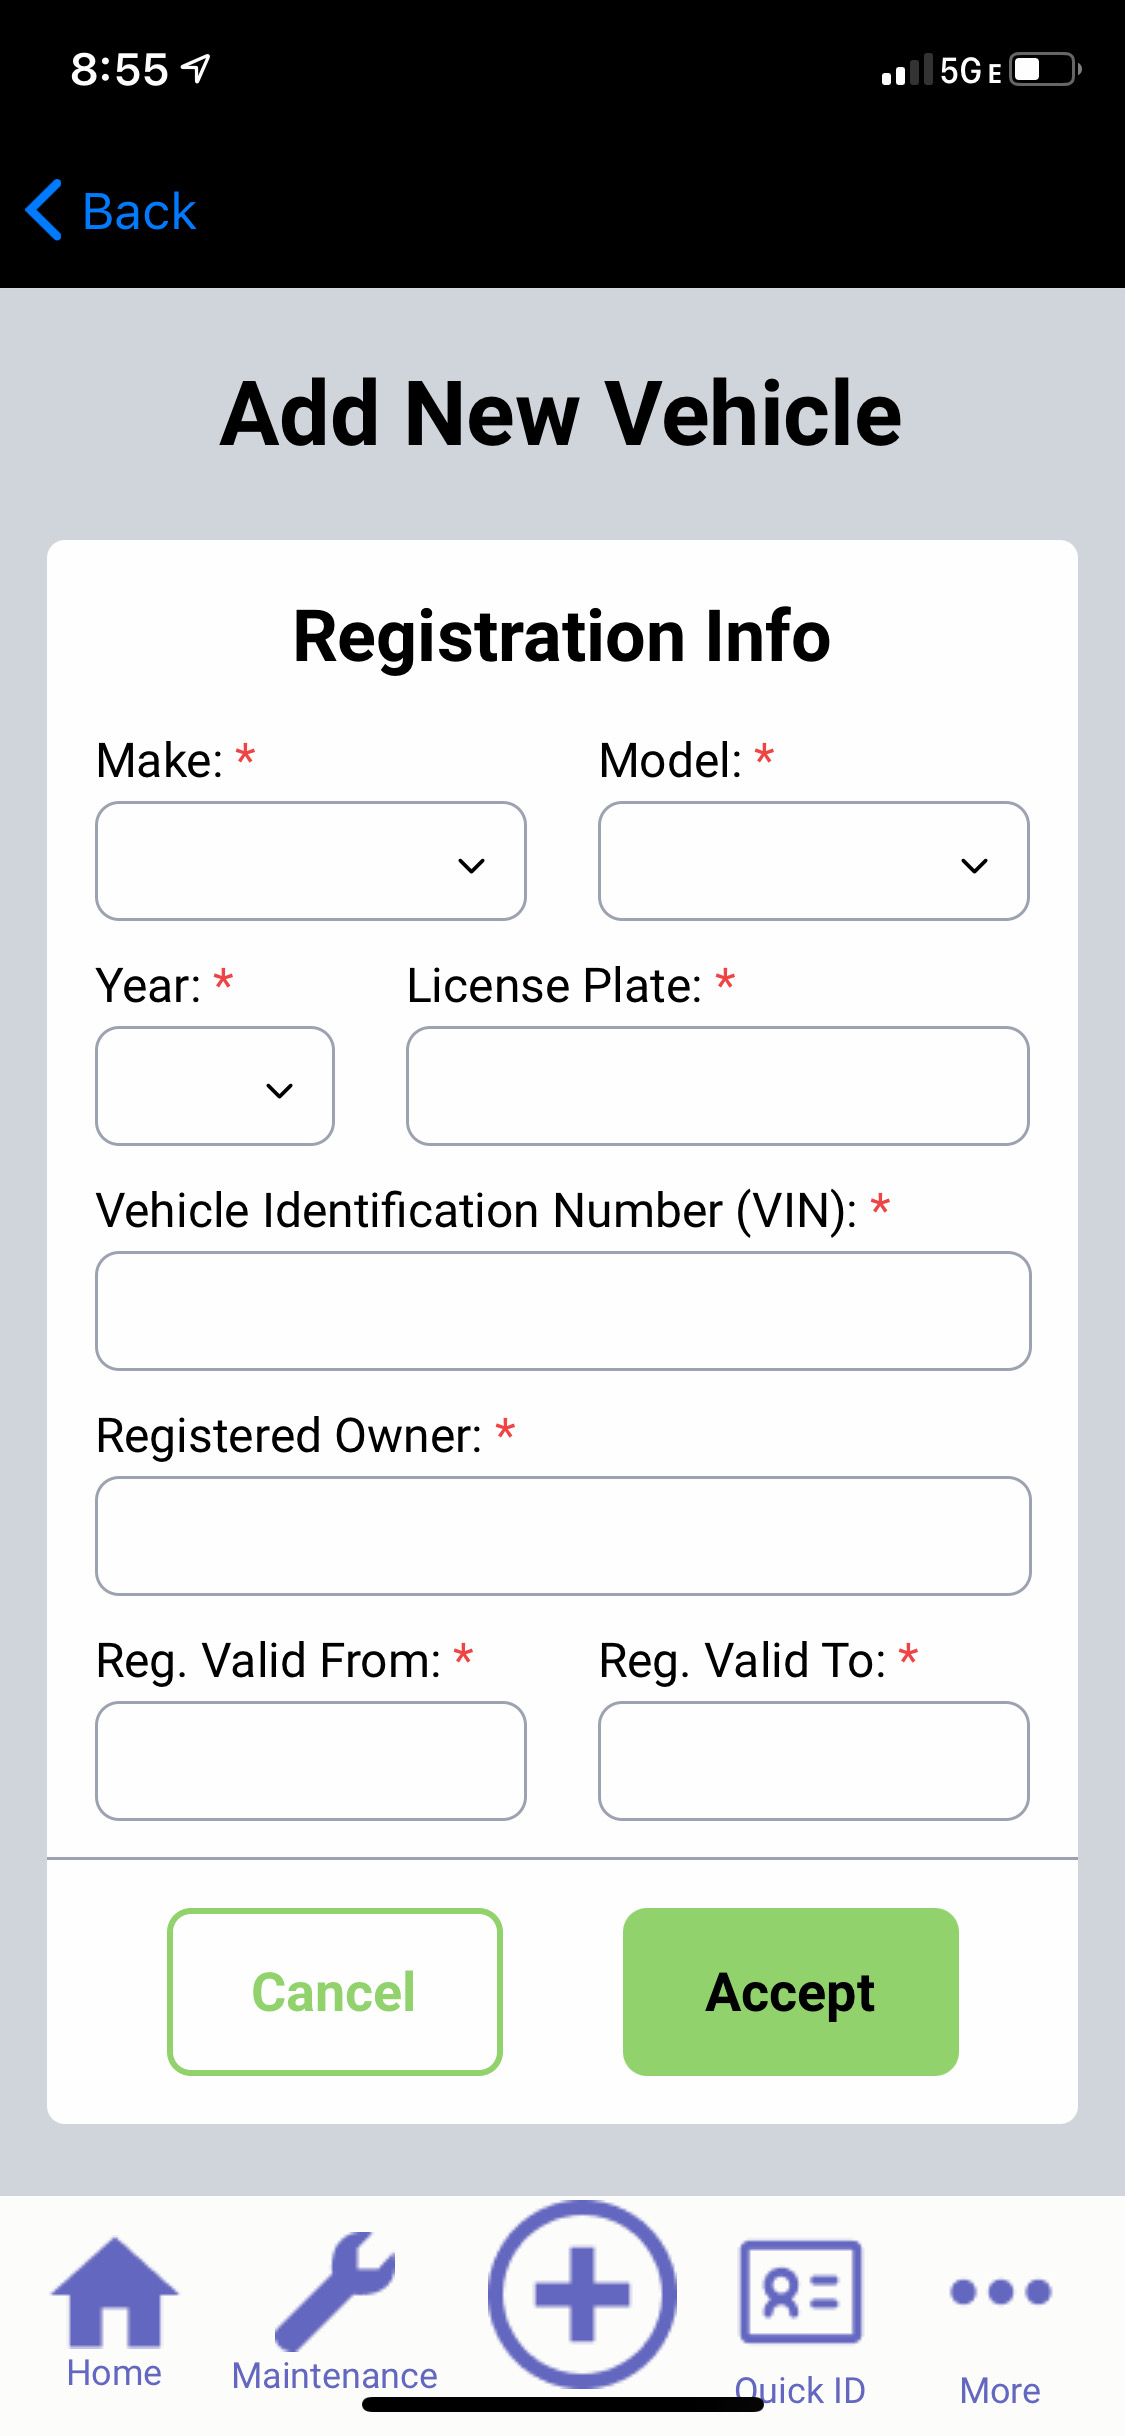 8:55
5G E
Back
Add New Vehicle
Registration Info
Make: * Model: *
Year: * License Plate: *
Vehicle Identification Number (VIN): *
Registered Owner: *
Reg. Valid From: * Reg. Valid To: *
Cancel Accept
Home Maintenance Quick ID More